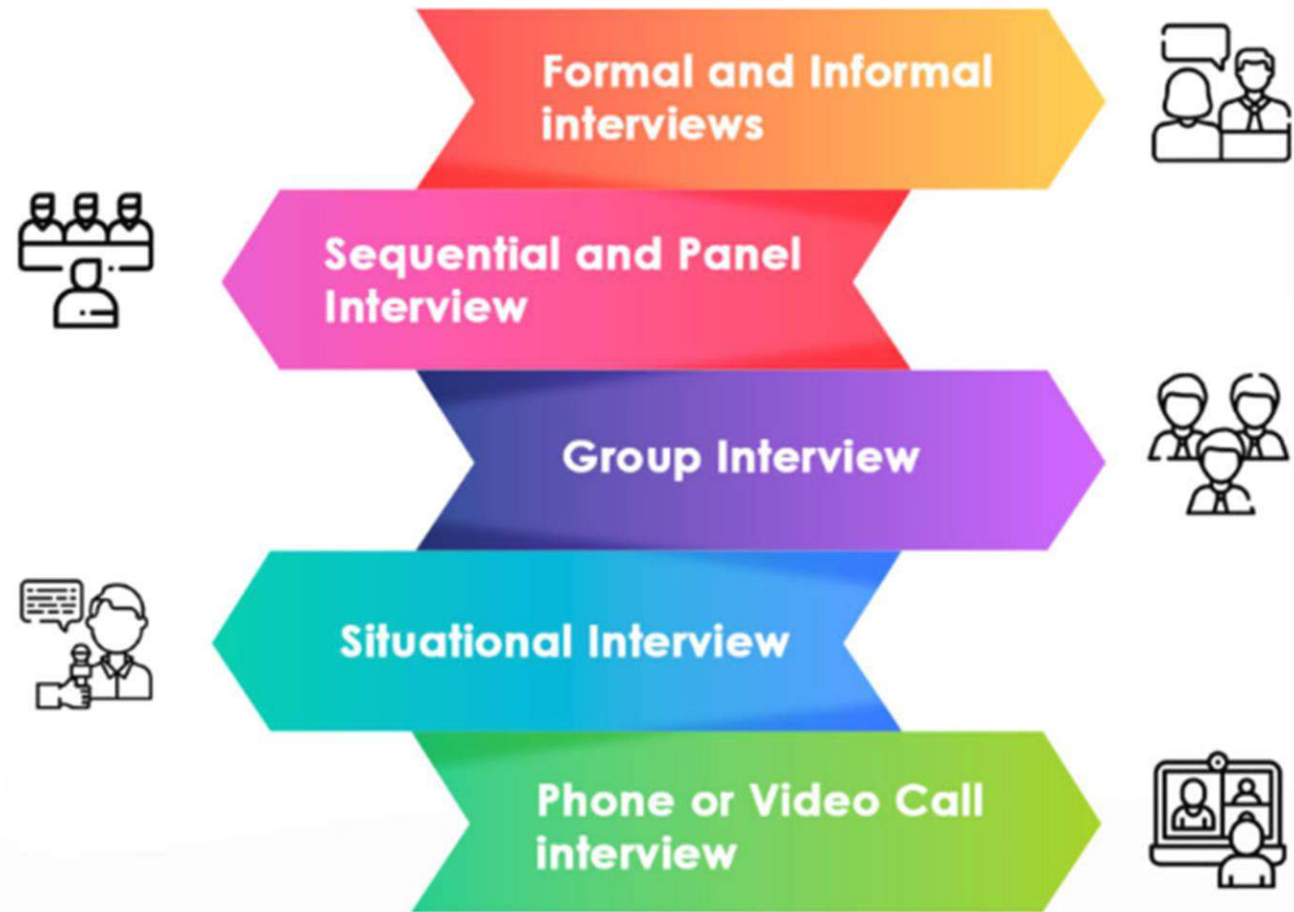 Formal and Informal
interviews
Sequential and Panel
Interview
Group Interview
Situational Interview
Phone or Video Call
interview